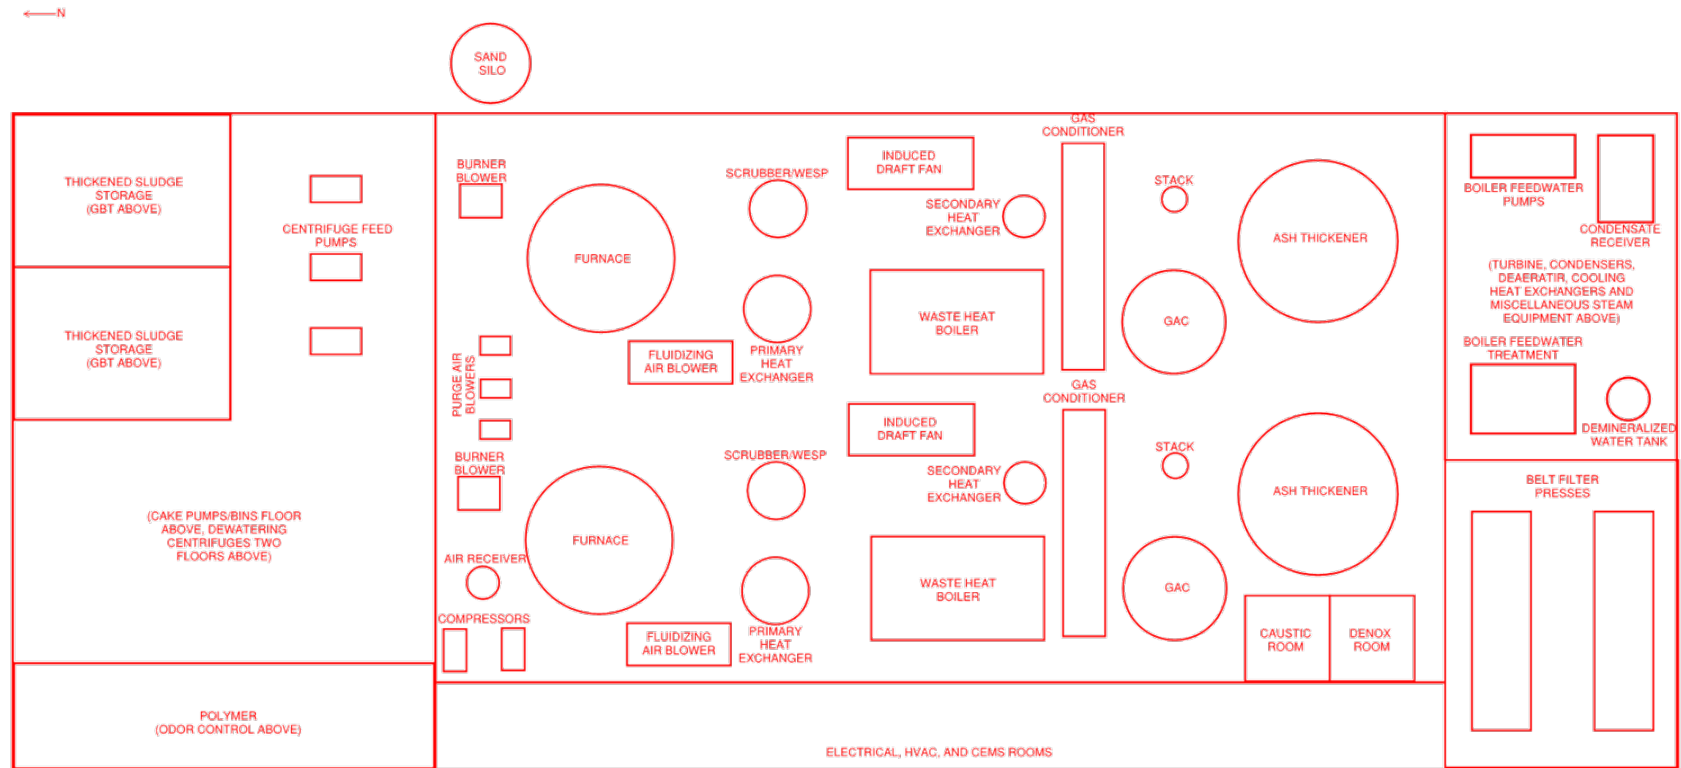 N
SAND
SILO
THICKENED SLUDGE
STORAGE
(GBT ABOVE)
THICKENED SLUDGE
STORAGE
(GBT ABOVE)
CENTRIFUGE FEED
PUMPS
(CAKE PUMPS/BINS FLOOR
ABOVE, DEWATERING
CENTRIFUGES TWO
FLOORS ABOVE)
POLYMER
(ODOR CONTROL ABOVE)
BURNER
BLOWER
FURNACE
SCRUBBER/WESP
INDUCED
DRAFT FAN
GAS
CONDITIONER
SECONDARY
HEAT
EXCHANGER
STACK
ASH THICKENER
PURGE AIR
BLOWERS
FLUIDIZING
AIR BLOWER
PRIMARY
HEAT
EXCHANGER
WASTE HEAT
BOILER
GAC
GAS
CONDITIONER
BURNER
BLOWER
FURNACE
SCRUBBER/WESP
INDUCED
DRAFT FAN
SECONDARY
HEAT
EXCHANGER
STACK
ASH THICKENER
AIR RECEIVER
COMPRESSORS
FLUIDIZING
AIR BLOWER
PRIMARY
HEAT
EXCHANGER
WASTE HEAT
BOILER
GAC
CAUSTIC
ROOM
DENOX
ROOM
BOILER FEEDWATER
PUMPS
CONDENSATE
RECEIVER
(TURBINE, CONDENSERS,
DEAERATIR, COOLING
HEAT EXCHANGERS AND
MISCELLANEOUS STEAM
EQUIPMENT ABOVE)
BOILER FEEDWATER
TREATMENT
DEMINERALIZED
WATER TANK
BELT FILTER
PRESSES
ELECTRICAL, HVAC, AND CEMS ROOMS